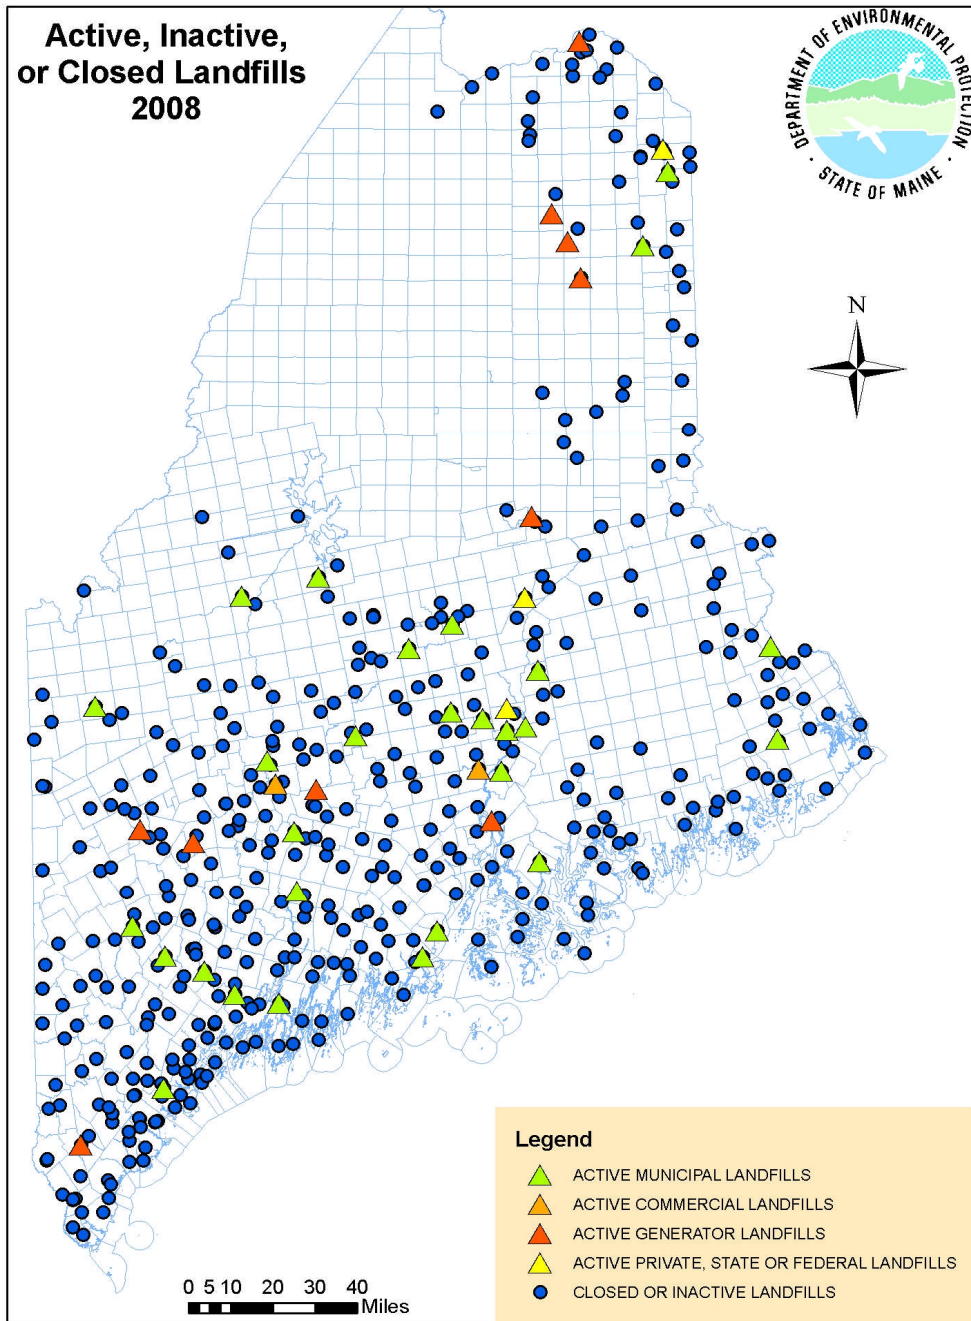 Active, Inactive,
or Closed Landfills
2008
DEPARTMENT OF ENVIRONMENTAL PROTECTION
• STATE OF MAINE •
N
Legend
ACTIVE MUNICIPAL LANDFILLS
ACTIVE COMMERCIAL LANDFILLS
ACTIVE GENERATOR LANDFILLS
ACTIVE PRIVATE, STATE OR FEDERAL LANDFILLS
CLOSED OR INACTIVE LANDFILLS
0 5 10 20 30 40
Miles